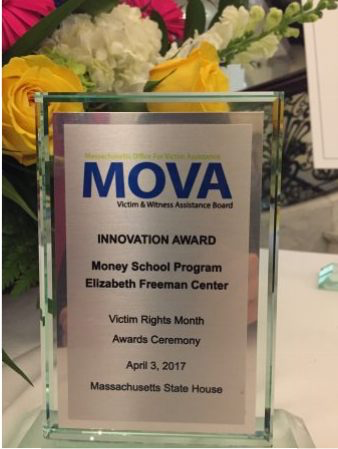 Massachusetts Office For Victim Assistance
MOVA
Victim & Witness Assistance Board
INNOVATION AWARD
Money School Program
Elizabeth Freeman Center
Victim Rights Month
Awards Ceremony
April 3, 2017
Massachusetts State House